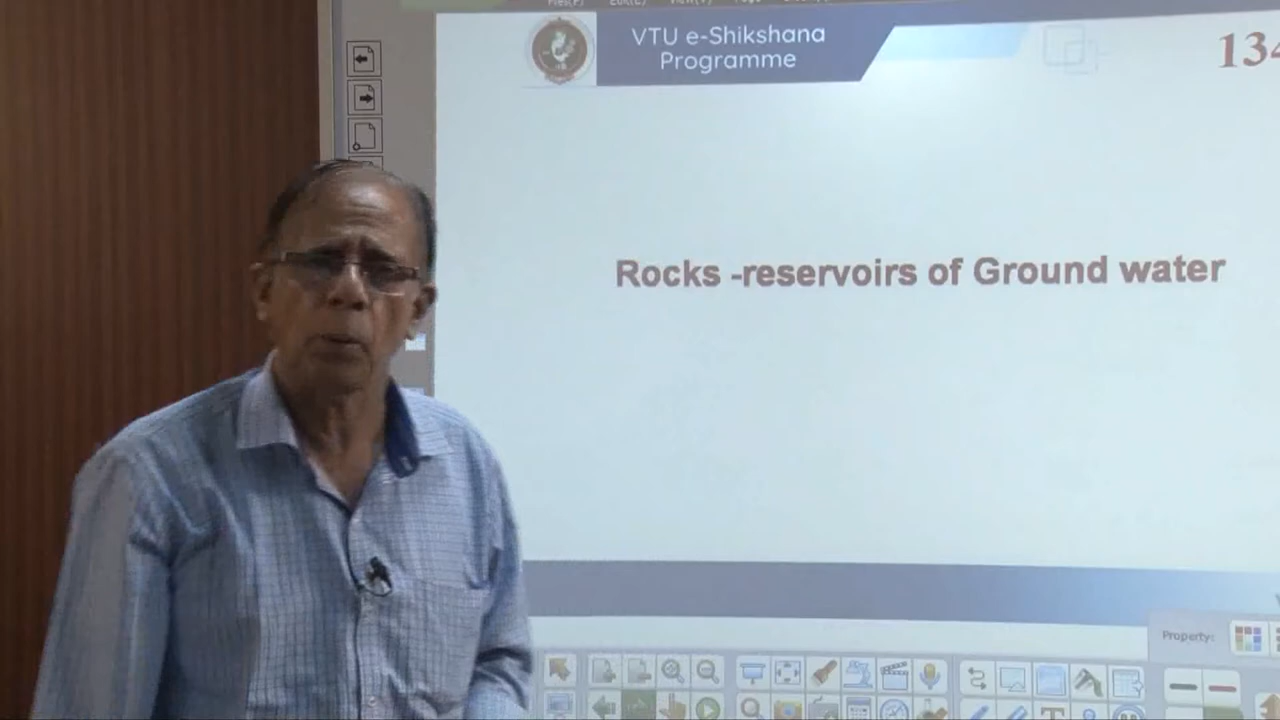 VTU e-Shikshana
Programme
134
Rocks -reservoirs of Ground water
Property: